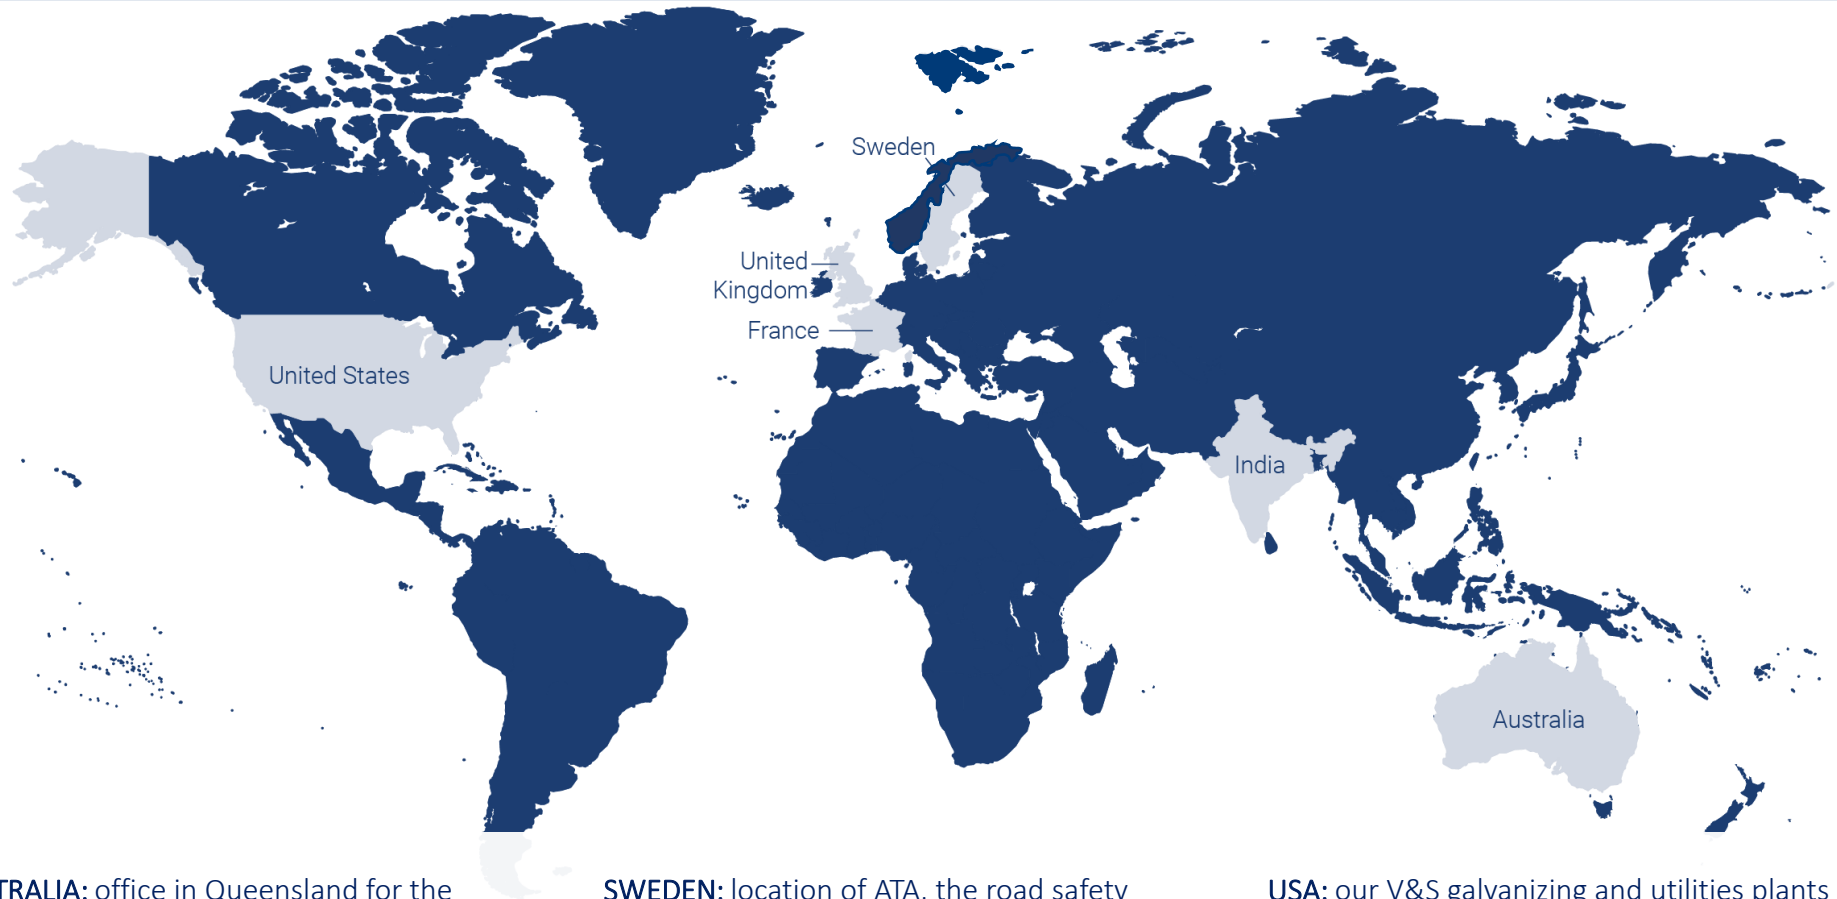 Sweden
United
Kingdom
France
United States
India
Australia
TRALIA: office in Queensland for the
SWEDEN: location of ATA, the road safety
USA: our V&S galvanizing and utilities plants